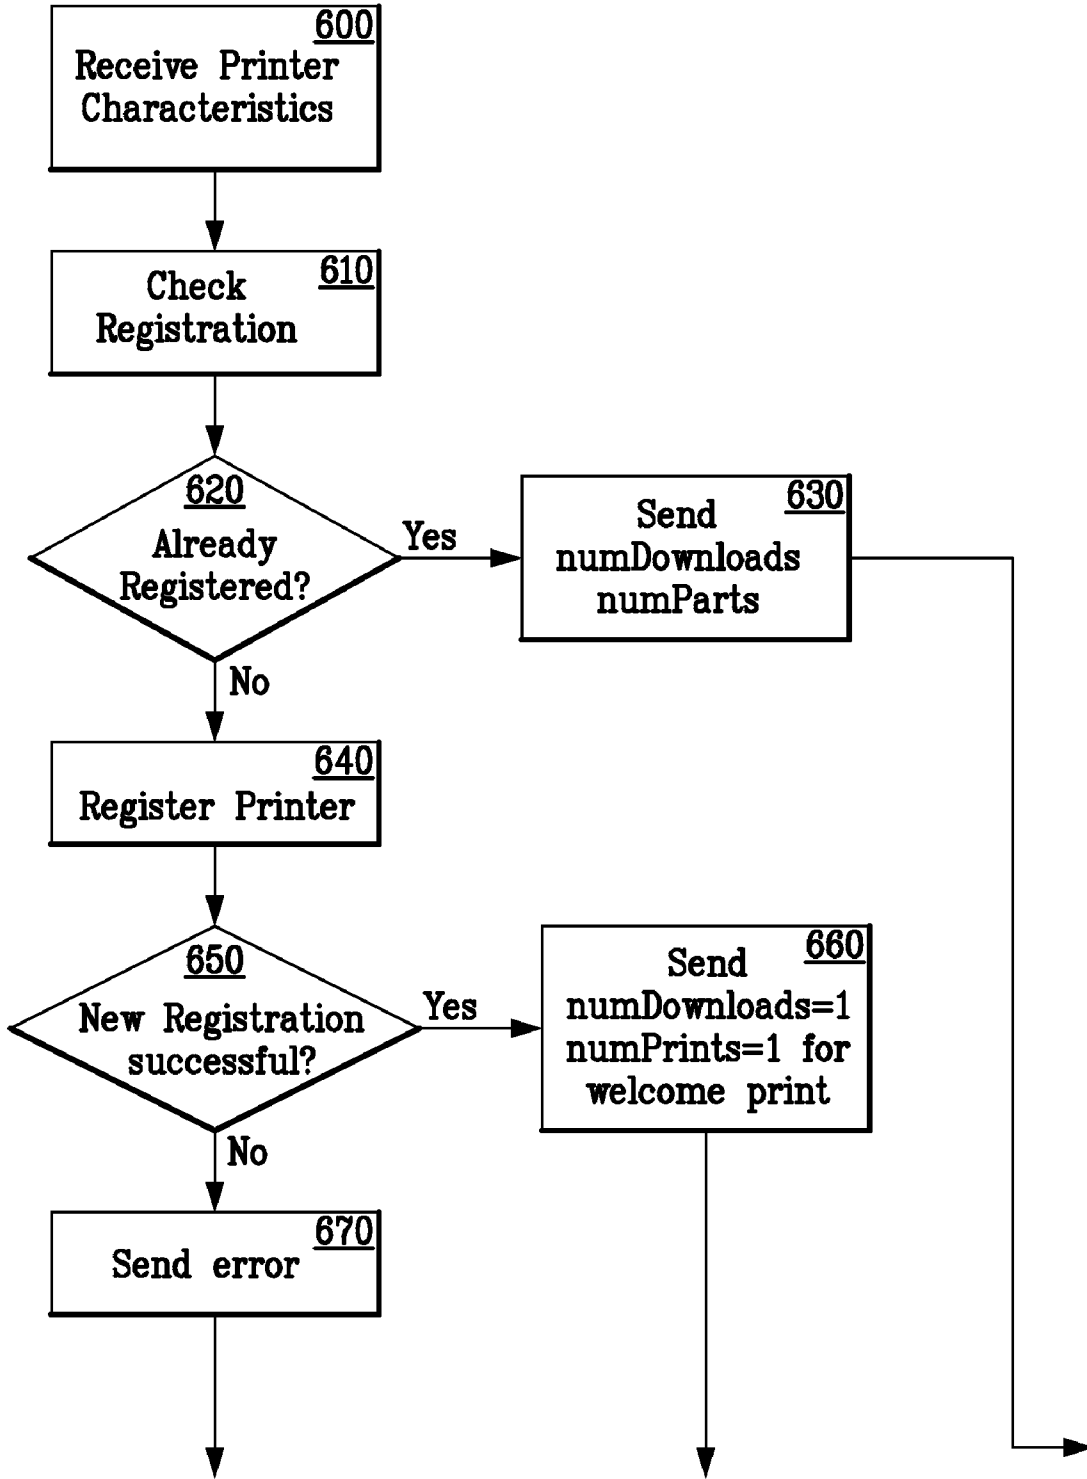 600
Receive Printer
Characteristics
610
Check
Registration
620
Already
Registered?
Yes
630
Send
numDownloads
numParts
No
640
Register Printer
650
New Registration
successful?
Yes
660
Send
numDownloads=1
numPrints=1 for
welcome print
No
670
Send error